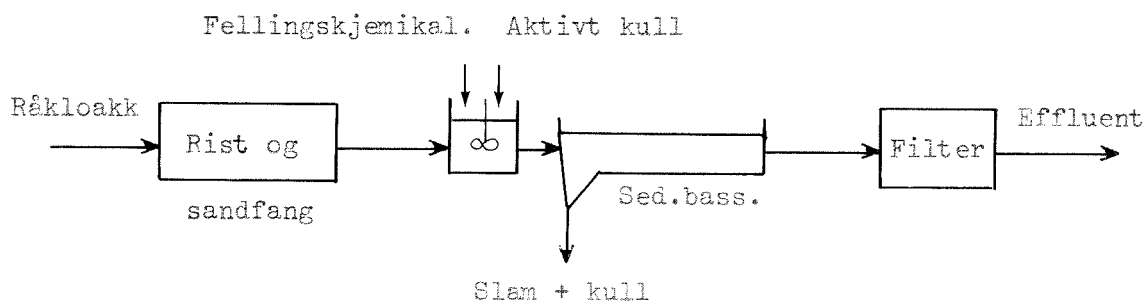 Fellingskjemikal. Aktivt kull
Råkloakk
Rist og
sandfang
Sed.bass.
Filter
Effluent
Slam + kull